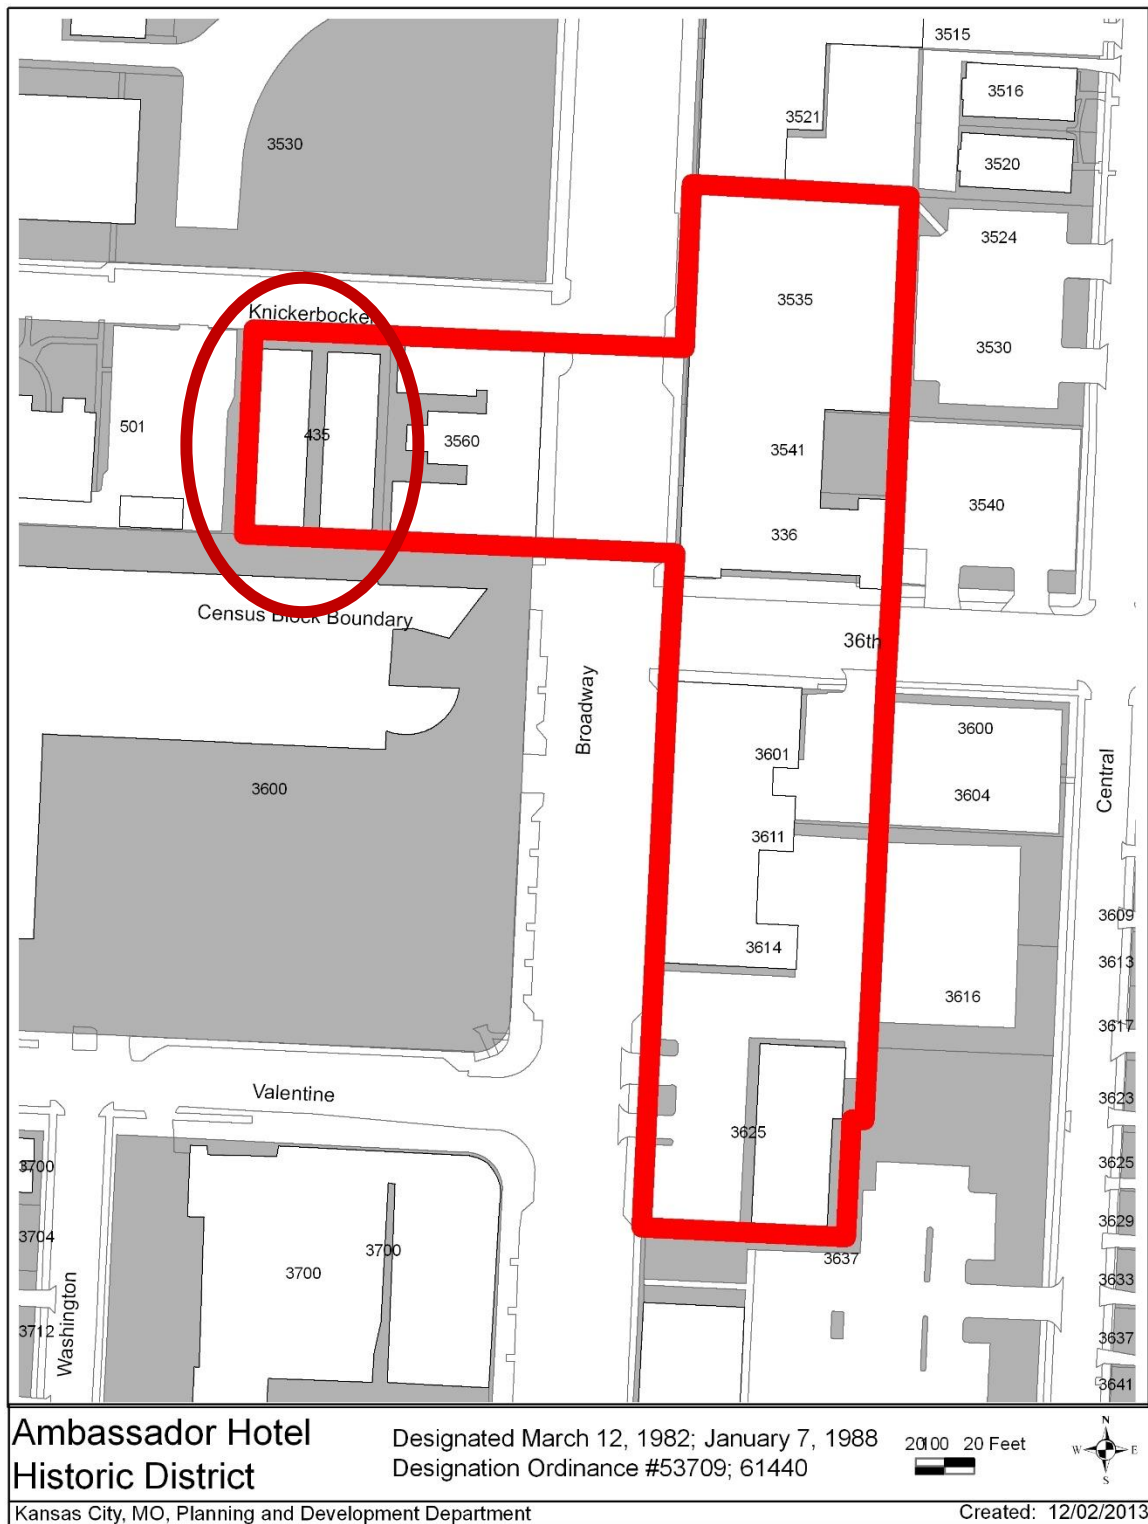 3515
3516
3521
3530
3520
3524
3535
Knickerbocker
3530
501
435
3560
3541
3540
336
Census Block Boundary
36th
Broadway
3601
3600
Central
3600
3604
3611
3609
3614
3613
3616
3617
Valentine
3623
3625
3700
3625
3629
3704
3700
3637
3700
3633
Washington
3712
3637
3641
Ambassador Hotel
Historic District
Designated March 12, 1982; January 7, 1988
Designation Ordinance #53709; 61440
20100 20 Feet
N
W E
S
Kansas City, MO, Planning and Development Department
Created: 12/02/2013